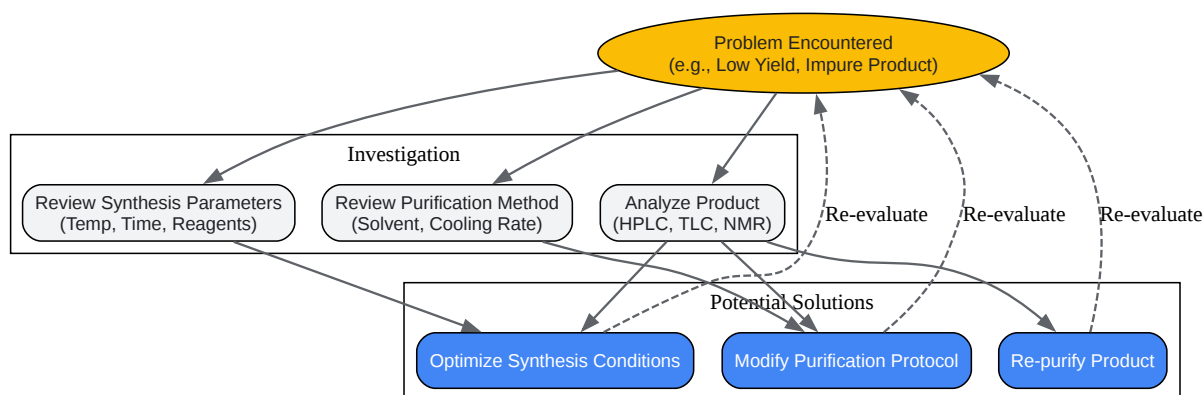 Problem Encountered
(e.g., Low Yield, Impure Product)
Investigation
Review Synthesis Parameters
(Temp, Time, Reagents)
Review Purification Method
(Solvent, Cooling Rate)
Analyze Product
(HPLC, TLC, NMR)
Re-evaluate
Re-evaluate
Re-evaluate
Potential Solutions
Optimize Synthesis Conditions
Modify Purification Protocol
Re-purify Product